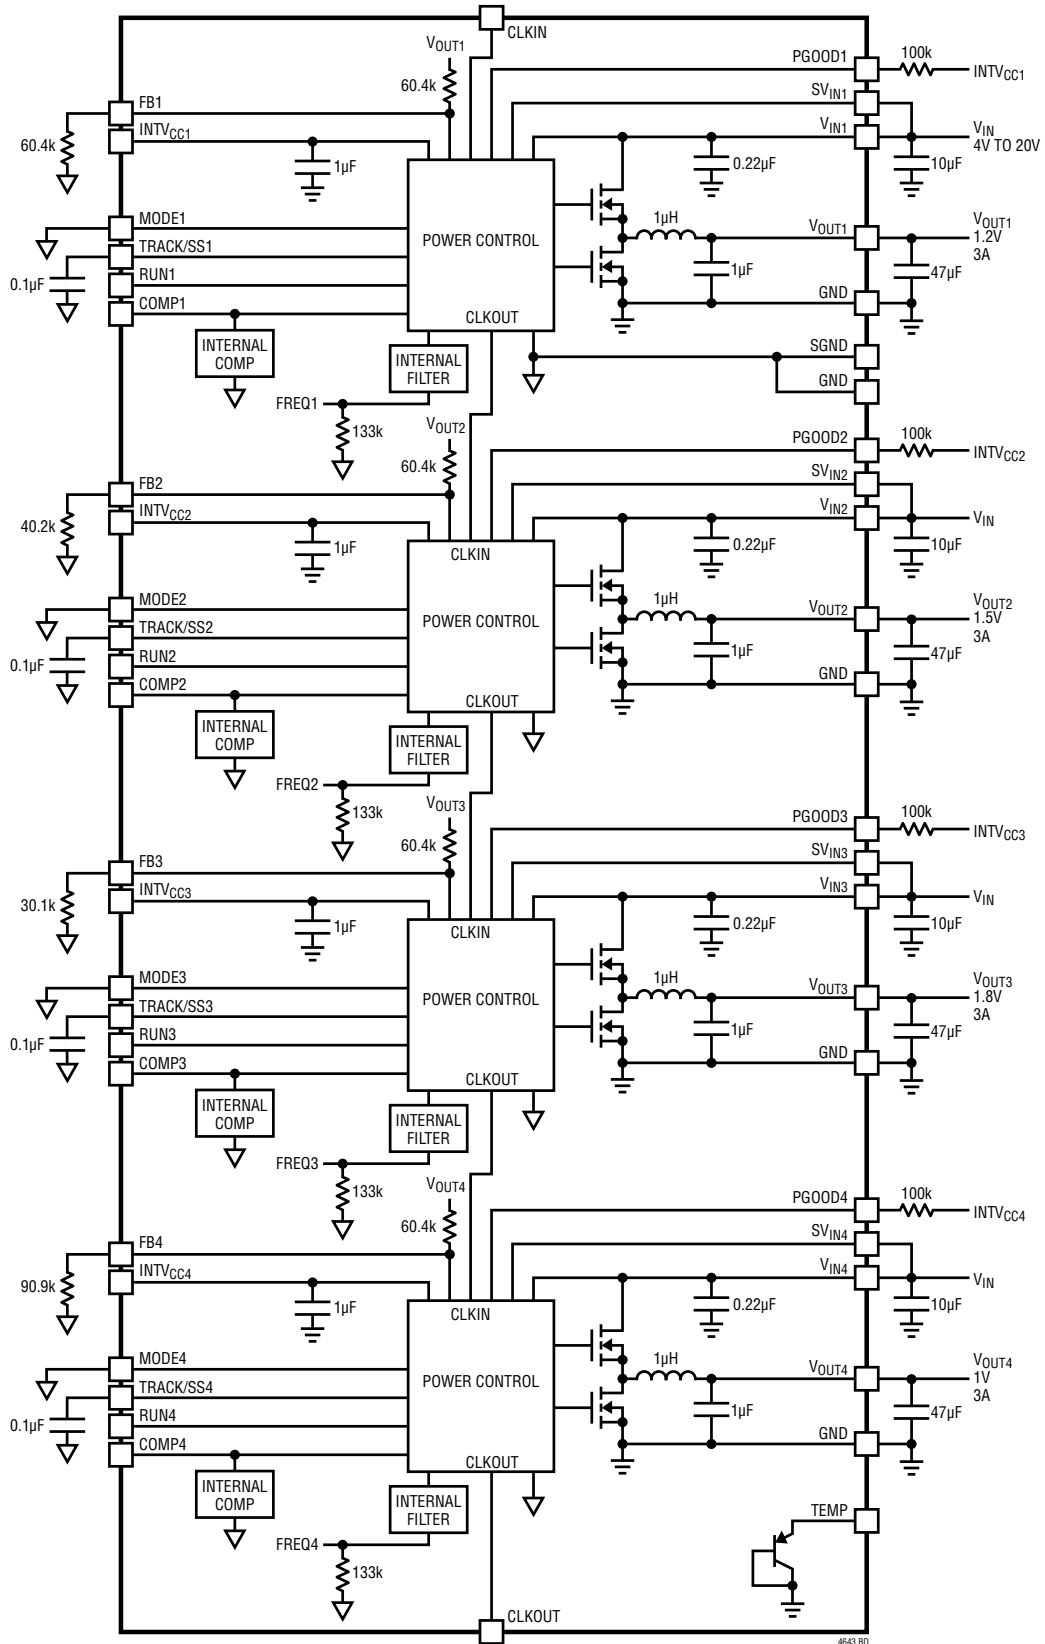 CLKIN
VOUT1
60.4k
PGOOD1
100k
INTVCC1
SVIN1
FB1
60.4k
INTVCC1
1µF
VIN1
VIN
4V TO 20V
0.22µF
10µF
POWER CONTROL
MODE1
TRACK/SS1
0.1µF
RUN1
COMP1
1µH
VOUT1
VOUT1
1.2V
3A
1µF
47µF
GND
CLKOUT
INTERNAL
COMP
INTERNAL
FILTER
SGND
GND
FREQ1
133k
VOUT2
60.4k
PGOOD2
100k
INTVCC2
SVIN2
FB2
40.2k
INTVCC2
1µF
VIN2
VIN
0.22µF
10µF
CLKIN
POWER CONTROL
MODE2
TRACK/SS2
0.1µF
RUN2
COMP2
1µH
VOUT2
VOUT2
1.5V
3A
1µF
47µF
GND
CLKOUT
INTERNAL
COMP
INTERNAL
FILTER
FREQ2
133k
VOUT3
60.4k
PGOOD3
100k
INTVCC3
SVIN3
FB3
30.1k
INTVCC3
1µF
VIN3
VIN
0.22µF
10µF
CLKIN
POWER CONTROL
MODE3
TRACK/SS3
0.1µF
RUN3
COMP3
1µH
VOUT3
VOUT3
1.8V
3A
1µF
47µF
GND
CLKOUT
INTERNAL
COMP
INTERNAL
FILTER
FREQ3
133k
VOUT4
60.4k
PGOOD4
100k
INTVCC4
SVIN4
FB4
90.9k
INTVCC4
1µF
VIN4
VIN
0.22µF
10µF
CLKIN
POWER CONTROL
MODE4
TRACK/SS4
0.1µF
RUN4
COMP4
1µH
VOUT4
VOUT4
1V
3A
1µF
47µF
GND
CLKOUT
INTERNAL
COMP
INTERNAL
FILTER
FREQ4
133k
TEMP
CLKOUT
4643 BD